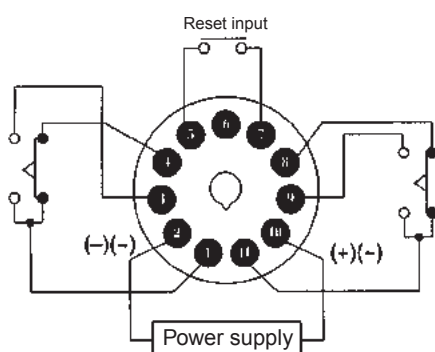 Reset input
5 6 7
4 8
3 9
2 10
1 11
(–)(~) (+)(~)
Power supply